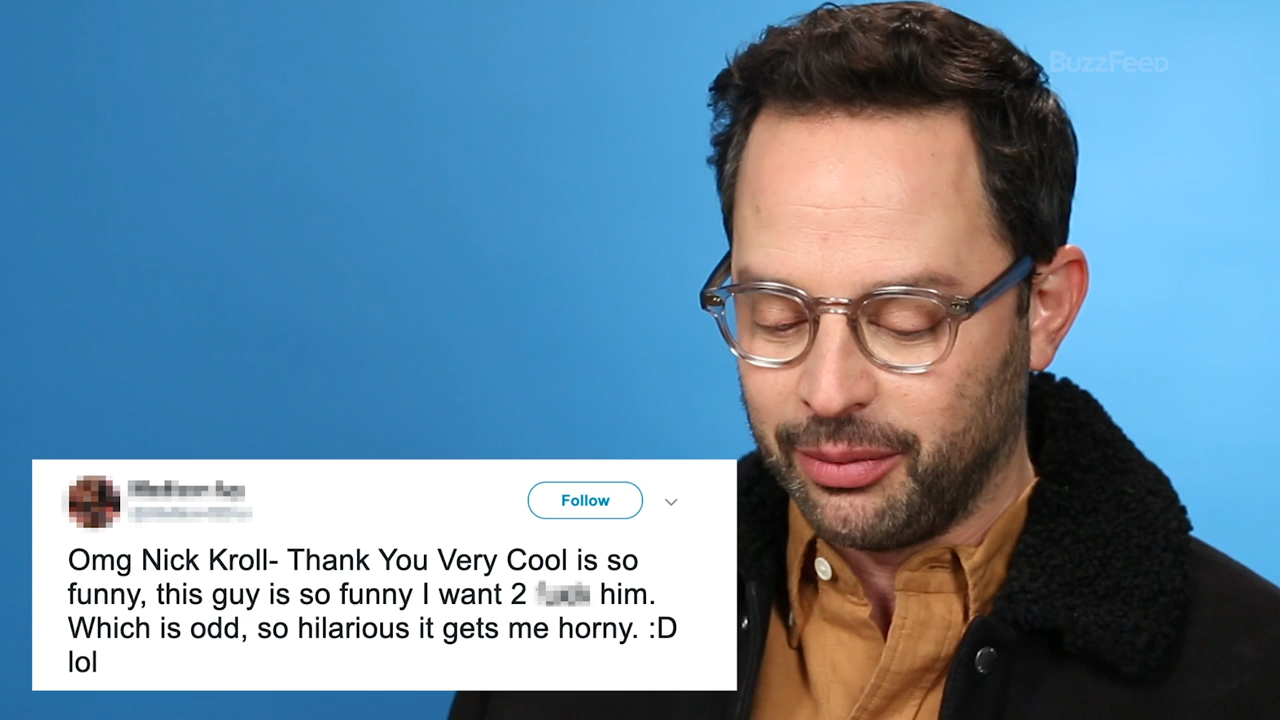 BuzzFeed
Follow
Omg Nick Kroll- Thank You Very Cool is so
funny, this guy is so funny I want 2 him.
Which is odd, so hilarious it gets me horny. :D
lol